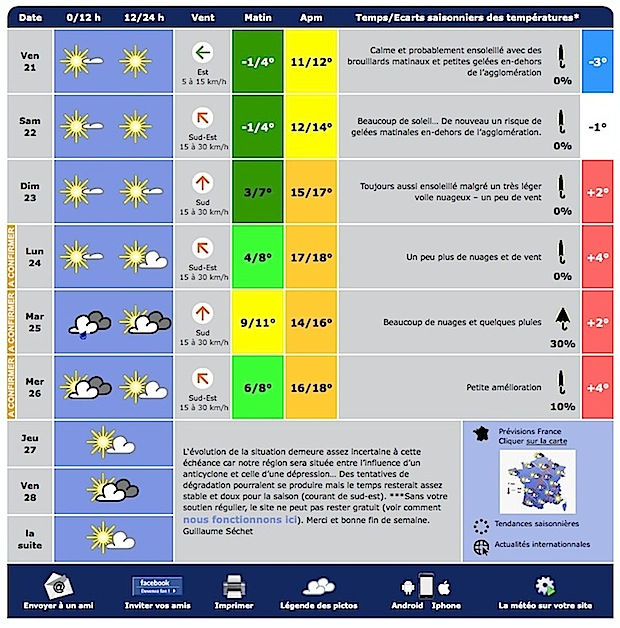 Date 0/12 h 12/24 h Vent Matin Apm Temps/Ecarts saisonniers des températures*
Ven
21
Est
5 à 15 km/h
-1/4°
11/12°
Calme et probablement ensoleillé avec des
brouillards matinaux et petites gelées en-dehors
de l'agglomération
0%
-3°
Sam
22
Sud-Est
15 à 30 km/h
-1/4°
12/14°
Beaucoup de soleil... De nouveau un risque de
gelées matinales en-dehors de l'agglomération.
0%
-1°
Dim
23
Sud
15 à 30 km/h
3/7°
15/17°
Toujours aussi ensoleillé malgré un très léger
voile nuageux – un peu de vent
0%
+2°
A CONFIRMER
Lun
24
Sud-Est
15 à 30 km/h
4/8°
17/18°
Un peu plus de nuages et de vent
0%
+4°
A CONFIRMER
Mar
25
Sud
15 à 30 km/h
9/11°
14/16°
Beaucoup de nuages et quelques pluies
30%
+2°
A CONFIRMER
Mer
26
Sud-Est
15 à 30 km/h
6/8°
16/18°
Petite amélioration
10%
+4°
Jeu
27
Ven
28
la
suite
L'évolution de la situation demeure assez incertaine à cette
échéance car notre région sera située entre l'influence d'un
anticyclone et celle d'une dépression... Des tentatives de
dégradation pourraient se produire mais le temps resterait assez
stable et doux pour la saison (courant de sud-est). ***Sans votre
soutien régulier, le site ne peut pas rester gratuit (voir comment
nous fonctionnons ici). Merci et bonne fin de semaine.
Guillaume Séchet
Prévisions France
Cliquer sur la carte
Tendances saisonnières
Actualités internationales
facebook
Devenez fan !
Envoyer à un ami
Inviter vos amis
Imprimer
Légende des pictos
Android Iphone
La météo sur votre site